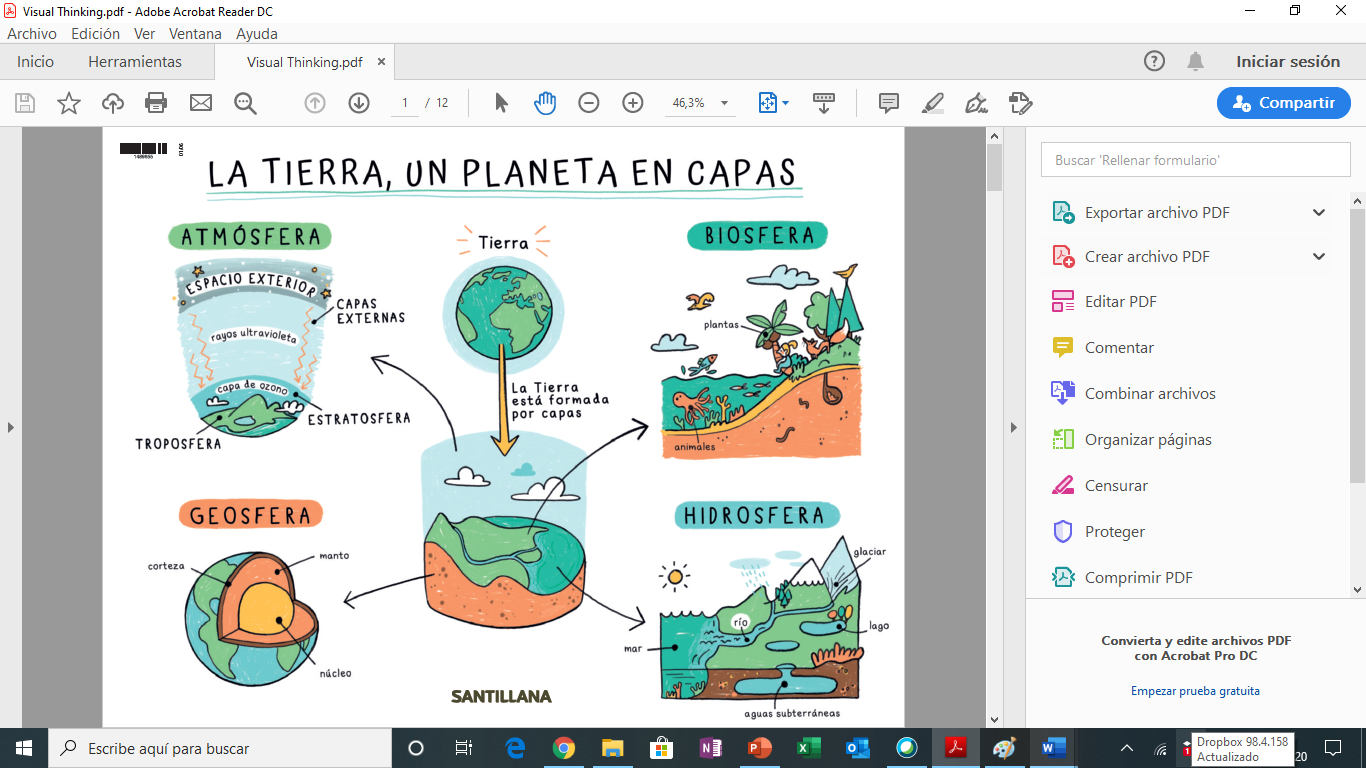 Visual Thinking.pdf - Adobe Acrobat Reader DC
Archivo Edición Ver Ventana Ayuda
Inicio Herramientas Visual Thinking.pdf × Iniciar sesión
1 / 12 46,3% Compartir
LA TIERRA, UN PLANETA EN CAPAS
ATMÓSFERA
ESPACIO EXTERIOR
CAPAS
EXTERNAS
rayos ultravioleta
capa de ozono
ESTRATOSFERA
TROPOSFERA
Tierra
La Tierra
está formada
por capas
BIOSFERA
plantas
animales
GEOSFERA
corteza
manto
núcleo
HIDROSFERA
glaciar
río
lago
mar
aguas subterráneas
SANTILLANA
Buscar 'Rellenar formulario'
Exportar archivo PDF
Crear archivo PDF
Editar PDF
Comentar
Combinar archivos
Organizar páginas
Censurar
Proteger
Comprimir PDF
Convierta y edite archivos PDF
con Acrobat Pro DC
Empezar prueba gratuita
Escribe aquí para buscar
Dropbox 98.4.158
Actualizado
20